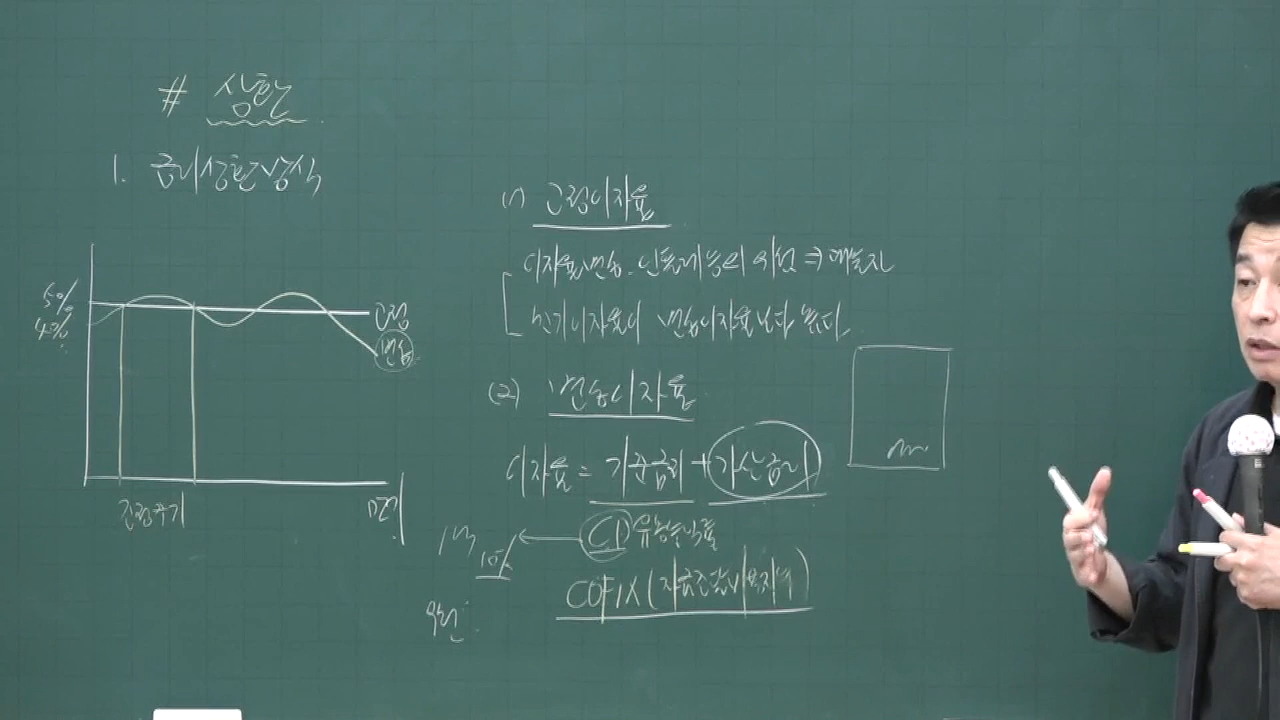 # 상환
1. 금리상환방식
5%
4%
고정
변동
조정주기
만기
(1) 고정이자율
이자율변동, 인플레 등의 위험 ⇒ 대출자
초기이자율이 변동이자율보다 높다.
(2) 변동이자율
이자율 = 기준금리 + 가산금리
CD 유통수익률
10%
COFIX (자금조달비용지수)